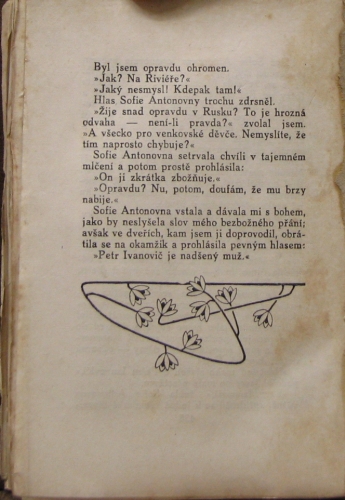 Byl jsem opravdu ohromen.
»Jak? Na Riviéře?«
»Jaký nesmysl! Kdepak tam!«
Hlas Sofie Antonovny trochu zdrsněl.
»Žije snad opravdu v Rusku? To je hrozná
odvaha — není-li pravda?« zvolal jsem.
»A všecko pro venkovské děvče. Nemyslíte, že
tím naprosto chybuje?«
Sofie Antonovna setrvala chvíli v tajemném
mlčení a potom prostě prohlásila:
»On ji zkrátka zbožňuje.«
»Opravdu? Nu, potom, doufám, že mu brzy
nabije.«
Sofie Antonovna vstala a dávala mi s bohem,
jako by neslyšela slov mého bezbožného přání;
avšak ve dveřích, kam jsem ji doprovodil, obrá-
tila se na okamžik a prohlásila pevným hlasem:
»Petr Ivanovič je nadšený muž.«